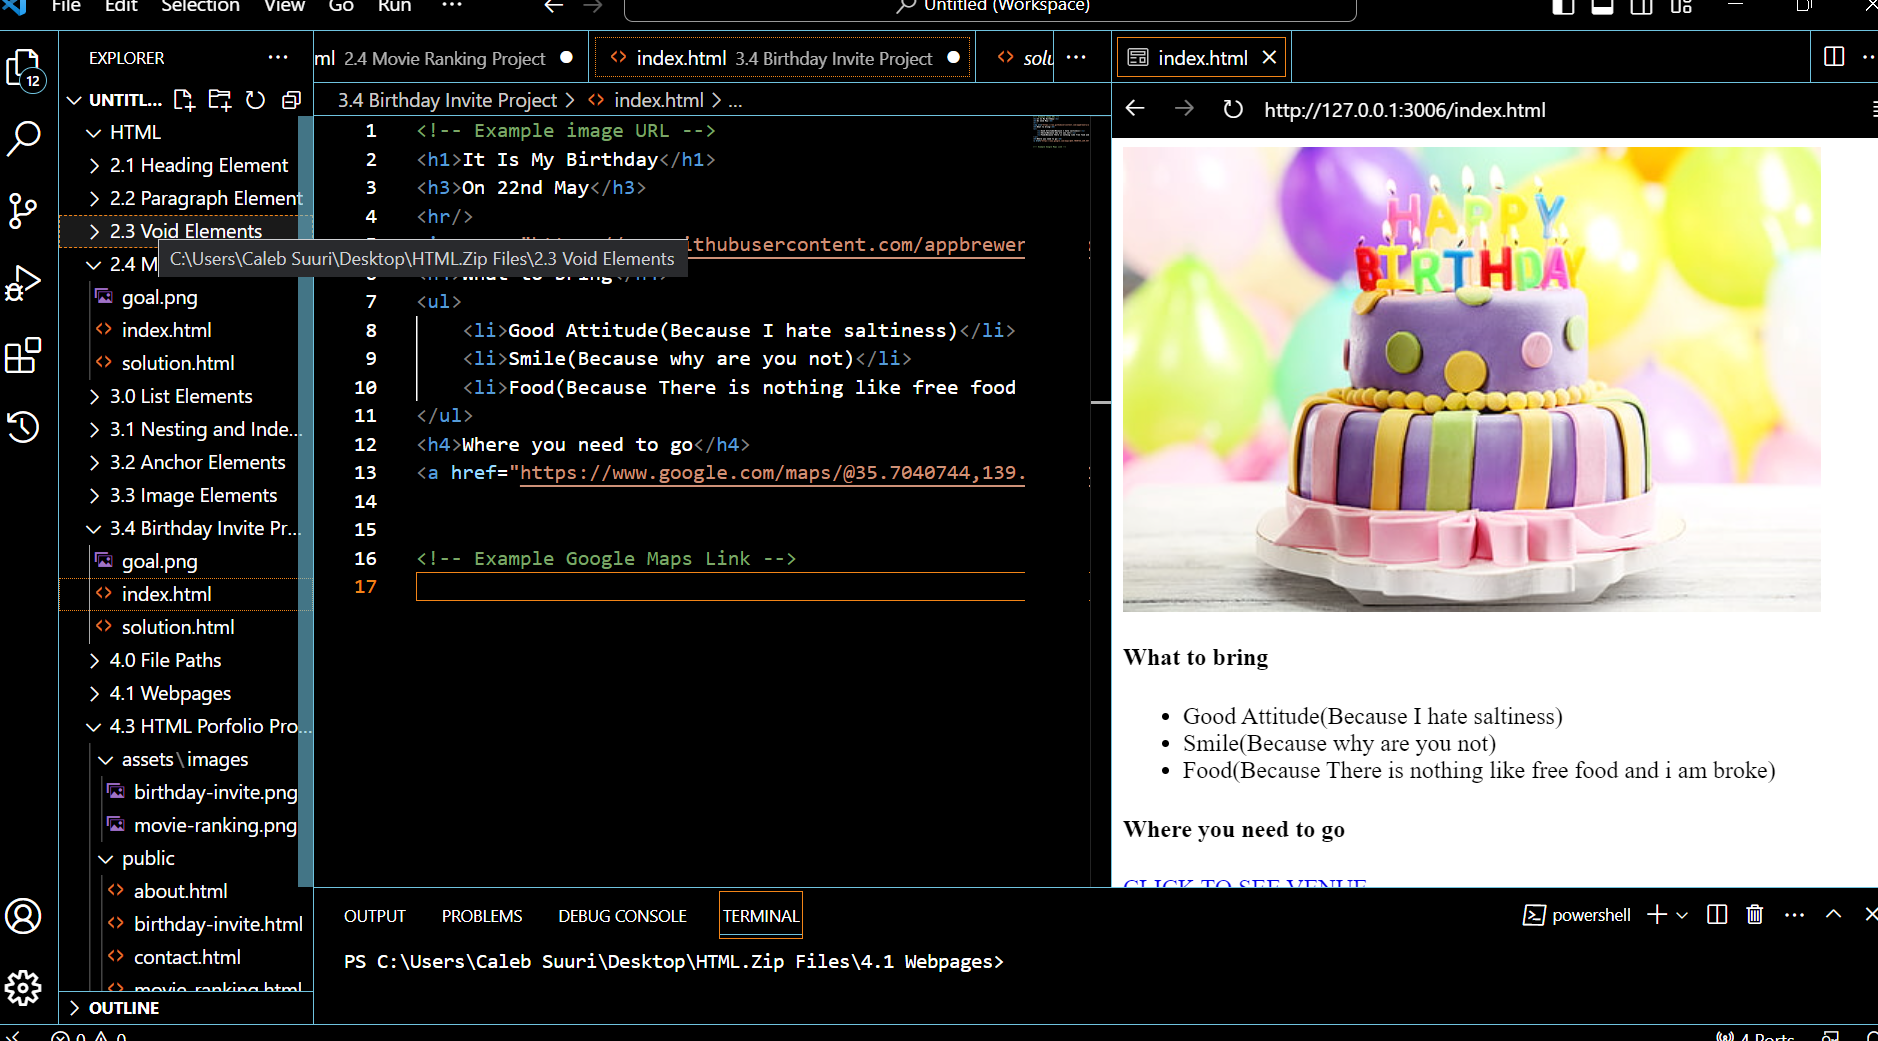 File Edit Selection View Go Run ··· Untitled (Workspace)
EXPLORER ···
12
UNTITL...
HTML
2.1 Heading Element
2.2 Paragraph Element
2.3 Void Elements
C:\Users\Caleb Suuri\Desktop\HTML.Zip Files\2.3 Void Elements
2.4 M
goal.png
index.html
solution.html
3.0 List Elements
3.1 Nesting and Inde...
3.2 Anchor Elements
3.3 Image Elements
3.4 Birthday Invite Pr...
goal.png
index.html
solution.html
4.0 File Paths
4.1 Webpages
4.3 HTML Porfolio Pro...
assets\images
birthday-invite.png
movie-ranking.png
public
about.html
birthday-invite.html
contact.html
movie-ranking.html
OUTLINE
ml 2.4 Movie Ranking Project index.html 3.4 Birthday Invite Project solu ···
3.4 Birthday Invite Project > index.html > ...
1 <!-- Example image URL -->
2 <h1>It Is My Birthday</h1>
3 <h3>On 22nd May</h3>
4 <hr/>
ithubusercontent.com/appbrewer
7 <ul>
8 <li>Good Attitude(Because I hate saltiness)</li>
9 <li>Smile(Because why are you not)</li>
10 <li>Food(Because There is nothing like free food
11 </ul>
12 <h4>Where you need to go</h4>
13 <a href="https://www.google.com/maps/@35.7040744,139.
14
15
16 <!-- Example Google Maps Link -->
17
index.html
http://127.0.0.1:3006/index.html
HAPPY
BIRTHDAY
What to bring
• Good Attitude(Because I hate saltiness)
• Smile(Because why are you not)
• Food(Because There is nothing like free food and i am broke)
Where you need to go
CLICK TO SEE VENUE
OUTPUT PROBLEMS DEBUG CONSOLE TERMINAL powershell
PS C:\Users\Caleb Suuri\Desktop\HTML.Zip Files\4.1 Webpages>
0 0 4 Ports